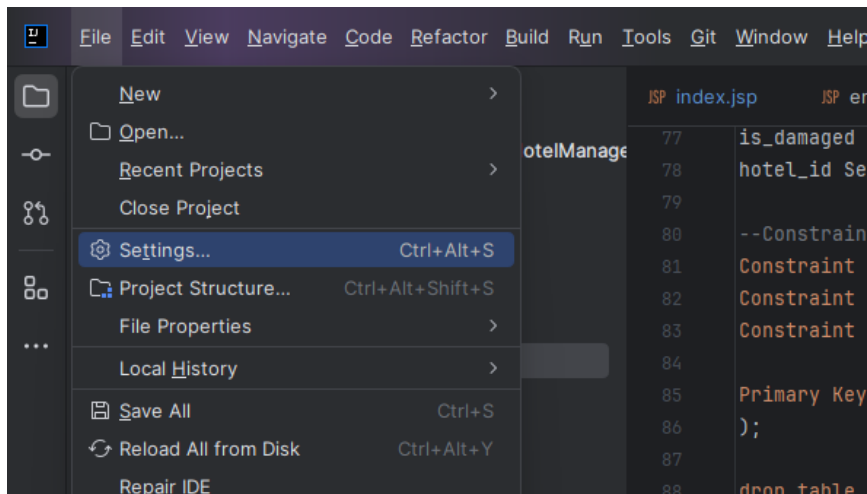 IJ File Edit View Navigate Code Refactor Build Run Tools Git Window Help
New
Open...
Recent Projects
Close Project
Settings... Ctrl+Alt+S
Project Structure... Ctrl+Alt+Shift+S
File Properties
Local History
Save All Ctrl+S
Reload All from Disk Ctrl+Alt+Y
Repair IDE
otelManage
JSP index.jsp JSP er
77 is_damaged
78 hotel_id Se
79
80 --Constrain
81 Constraint
82 Constraint
83 Constraint
84
85 Primary Key
86 );
87
88 drop table